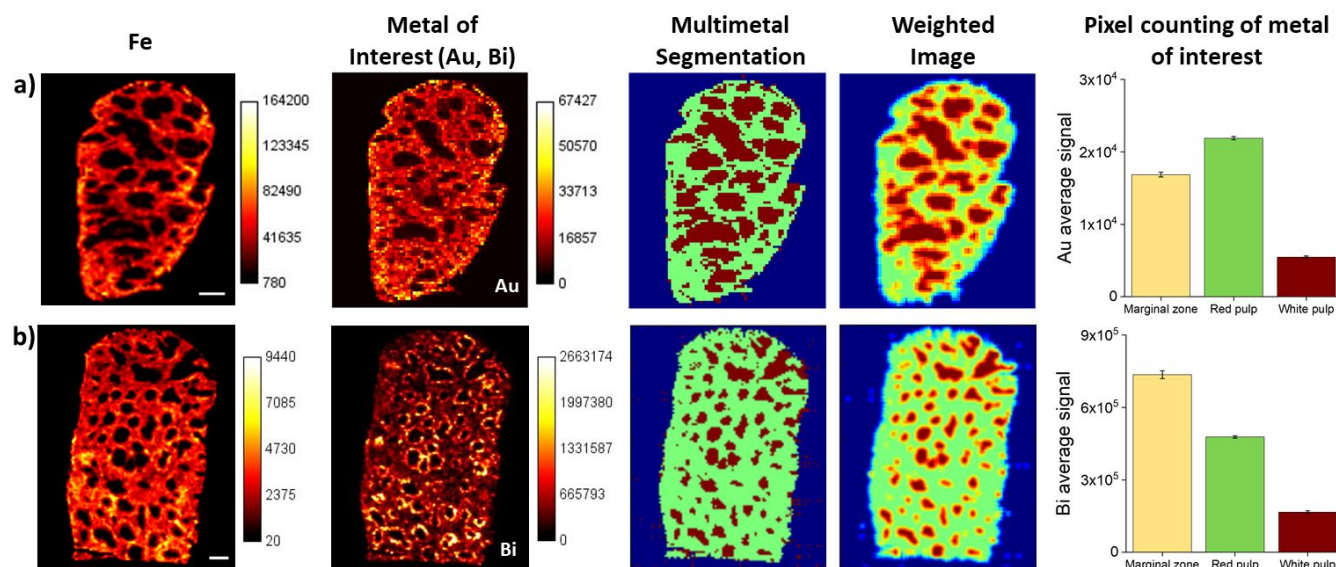 Fe
Metal of
Interest (Au, Bi)
Multimetal
Segmentation
Weighted
Image
Pixel counting of metal
of interest
a)
164200
123345
82490
41635
780
Au
67427
50570
33713
16857
0
Au average signal
3x10⁴
2x10⁴
1x10⁴
0
Marginal zone
Red pulp
White pulp
b)
9440
7085
4730
2375
20
Bi
2663174
1997380
1331587
665793
0
Bi average signal
9x10⁵
6x10⁵
3x10⁵
0
Marginal zone
Red pulp
White pulp